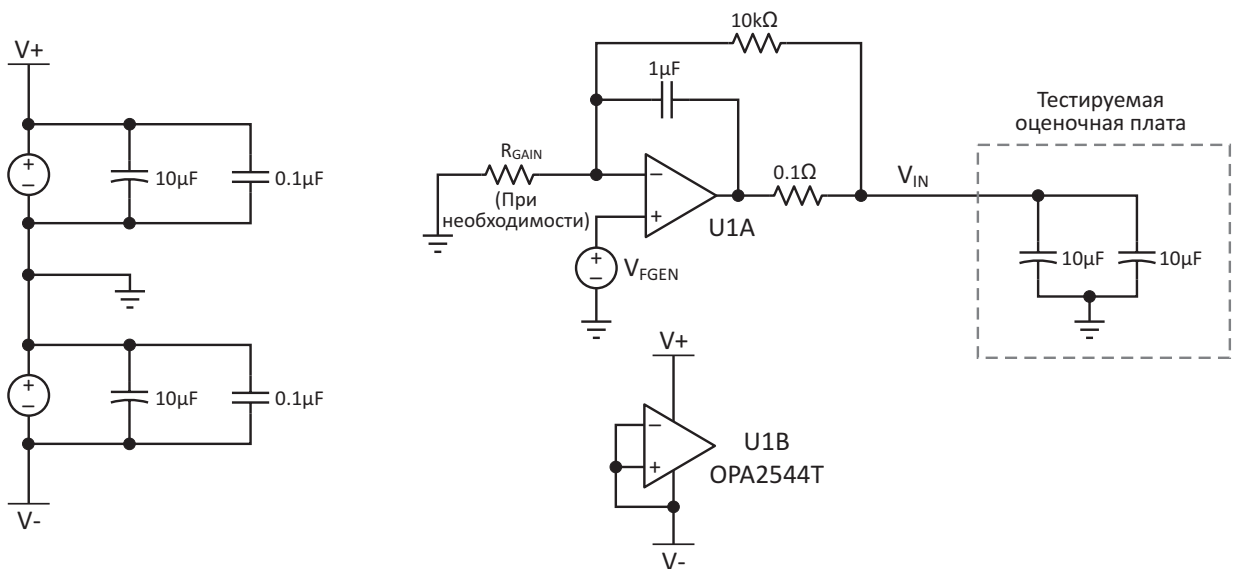 V+
10µF
0.1µF
10µF
0.1µF
V-
10kΩ
1µF
RGAIN
(При
необходимости)
−
+
U1A
0.1Ω
VIN
+
−
VFGEN
Тестируемая
оценочная плата
10µF
10µF
V+
−
+
U1B
OPA2544T
V-
+
−
+
−